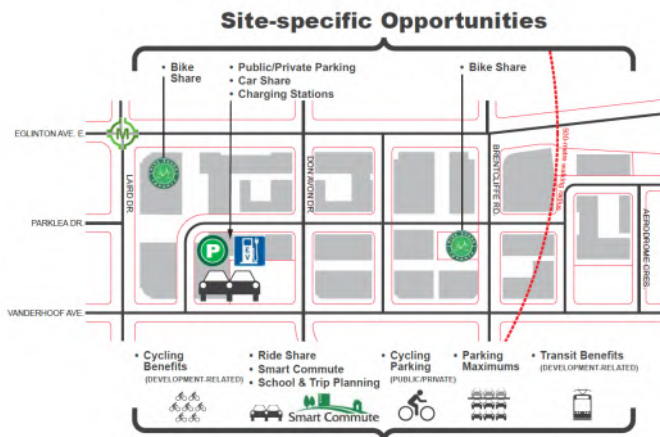 Site-specific Opportunities
• Bike Share
• Public/Private Parking
• Car Share
• Charging Stations
• Bike Share
EGLINTON AVE. E.
M
LAIRD DR.
DON AVON DR.
BRENTCLIFFE RD.
500-metre walking radius
PARKLEA DR.
AERODROME CRES.
P
EV
VANDERHOOF AVE.
• Cycling Benefits
(DEVELOPMENT-RELATED)
• Ride Share
• Smart Commute
• School & Trip Planning
Smart Commute
• Cycling Parking
(PUBLIC/PRIVATE)
• Parking Maximums
• Transit Benefits
(DEVELOPMENT-RELATED)